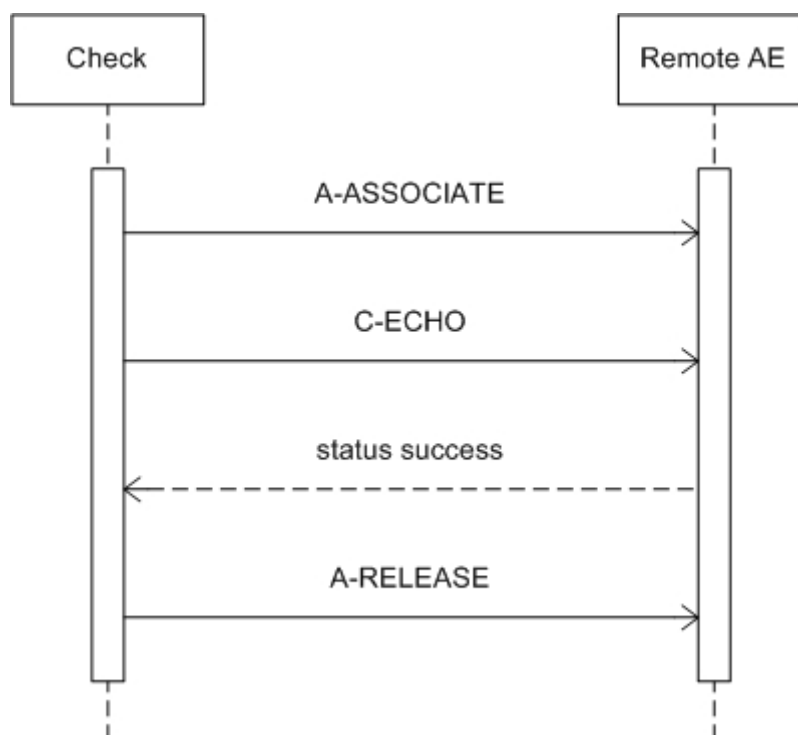 Check
Remote AE
A-ASSOCIATE
C-ECHO
status success
A-RELEASE